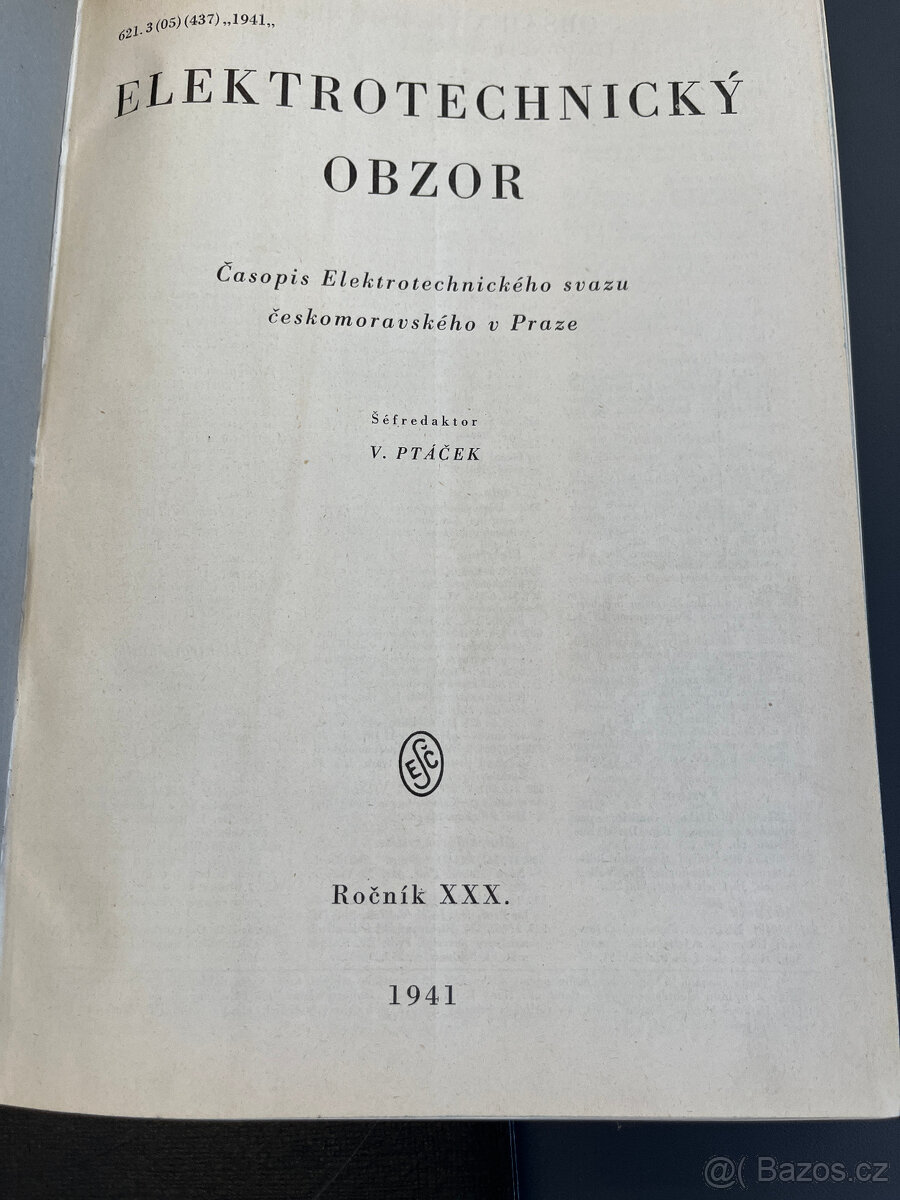 621.3(05)(437)„1941„
ELEKTROTECHNICKÝ
OBZOR
Časopis Elektrotechnického svazu
českomoravského v Praze
Šéfredaktor
V. PTÁČEK
ESČ
Ročník XXX.
1941
@( Bazos.cz